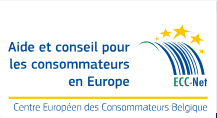 Aide et conseil pour
les consommateurs
en Europe
ECC-Net
Centre Européen des Consommateurs Belgique